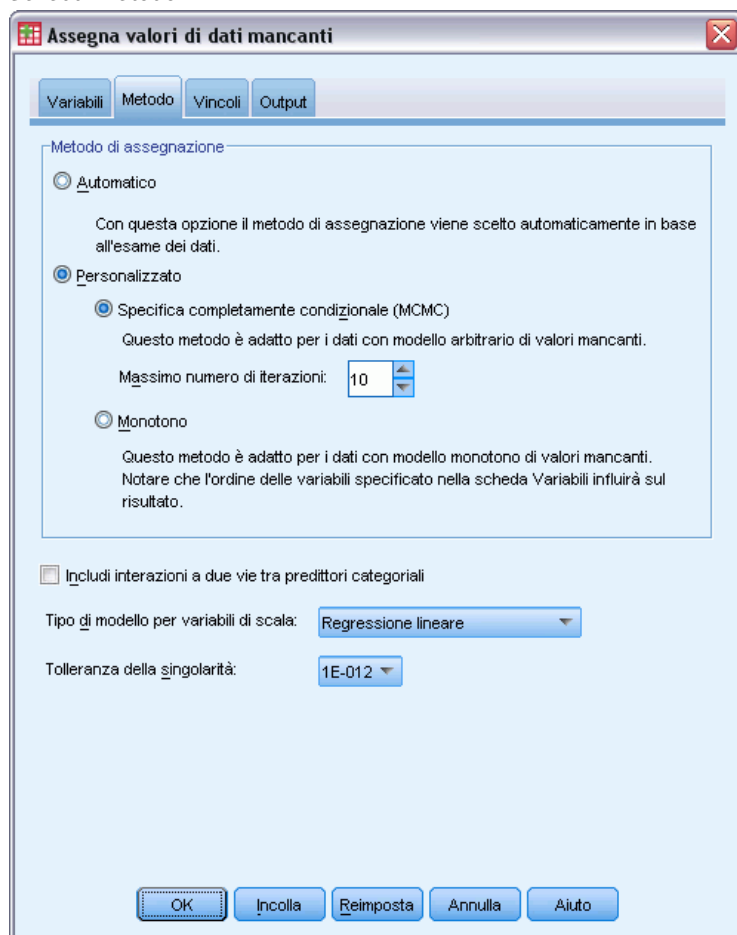 Assegna valori di dati mancanti
Variabili Metodo Vincoli Output
Metodo di assegnazione
Automatico
Con questa opzione il metodo di assegnazione viene scelto automaticamente in base
all'esame dei dati.
Personalizzato
Specifica completamente condizionale (MCMC)
Questo metodo è adatto per i dati con modello arbitrario di valori mancanti.
Massimo numero di iterazioni: 10
Monotono
Questo metodo è adatto per i dati con modello monotono di valori mancanti.
Notare che l'ordine delle variabili specificato nella scheda Variabili influirà sul
risultato.
Includi interazioni a due vie tra predittori categoriali
Tipo di modello per variabili di scala: Regressione lineare
Tolleranza della singolarità: 1E-012
OK Incolla Reimposta Annulla Aiuto